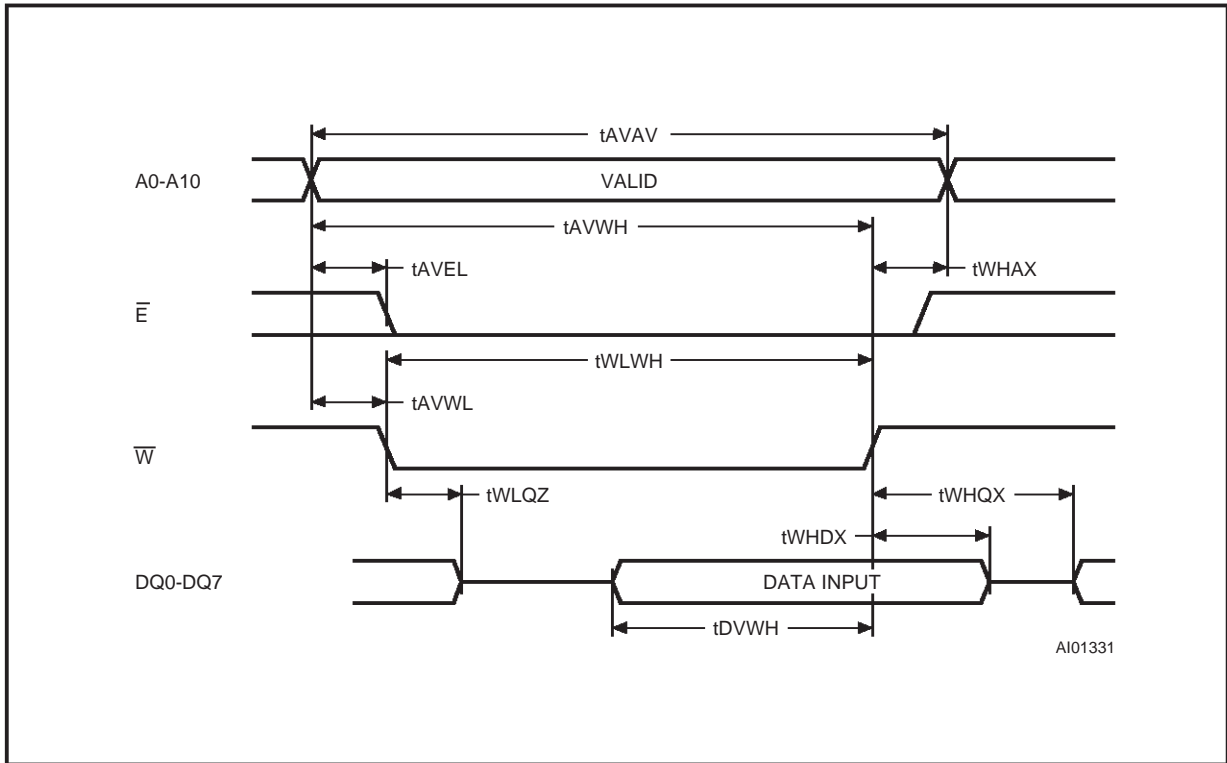 tAVAV
A0-A10
VALID
tAVWH
tAVEL
tWHAX
E̅
tWLWH
tAVWL
W̅
tWLQZ
tWHQX
tWHDX
DQ0-DQ7
DATA INPUT
tDVWH
AI01331